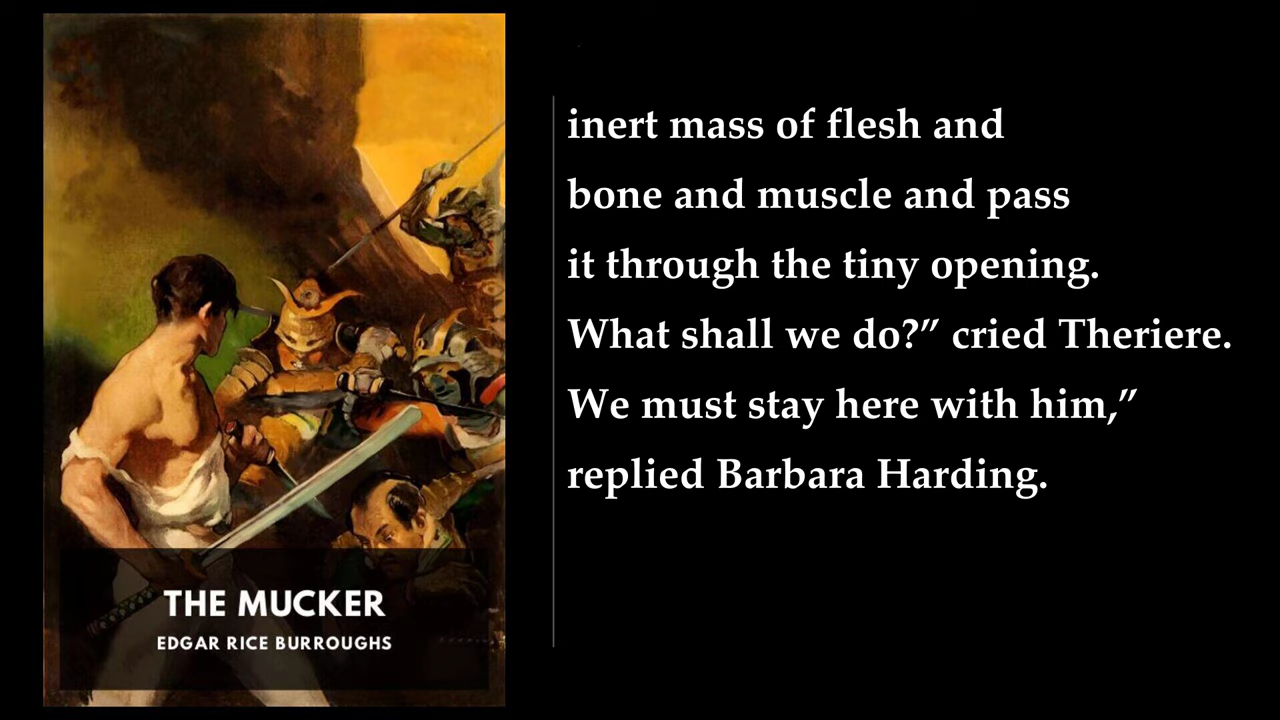 THE MUCKER
EDGAR RICE BURROUGHS
inert mass of flesh and
bone and muscle and pass
it through the tiny opening.
What shall we do?” cried Theriere.
We must stay here with him,”
replied Barbara Harding.